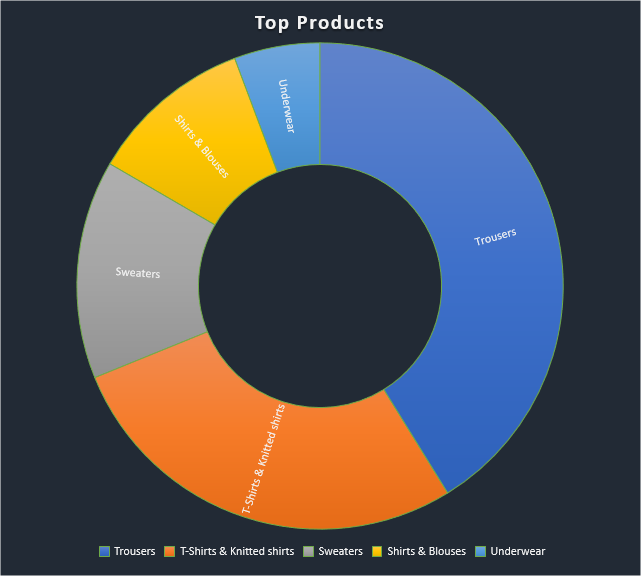 Top Products
Underwear
Shirts & Blouses
Trousers
Sweaters
T-Shirts & Knitted shirts
Trousers T-Shirts & Knitted shirts Sweaters Shirts & Blouses Underwear